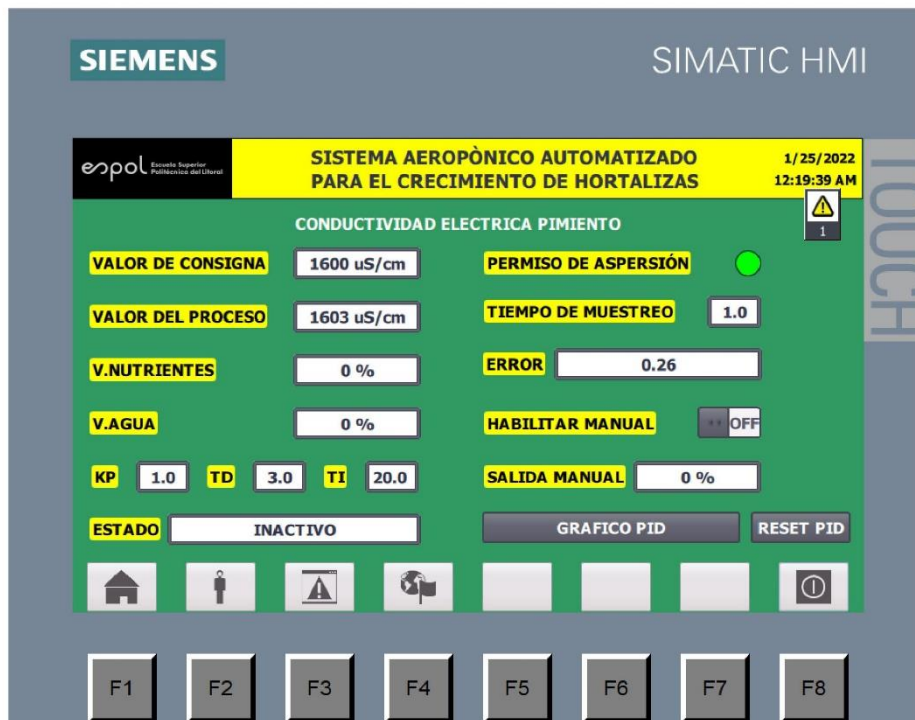 SIEMENS
SIMATIC HMI
TOUCH
espol Escuela Superior
Politécnica del Litoral
SISTEMA AEROPÒNICO AUTOMATIZADO
PARA EL CRECIMIENTO DE HORTALIZAS
1/25/2022
12:19:39 AM
1
CONDUCTIVIDAD ELECTRICA PIMIENTO
VALOR DE CONSIGNA 1600 uS/cm PERMISO DE ASPERSIÓN
VALOR DEL PROCESO 1603 uS/cm TIEMPO DE MUESTREO 1.0
V.NUTRIENTES 0 % ERROR 0.26
V.AGUA 0 % HABILITAR MANUAL OFF
KP 1.0 TD 3.0 TI 20.0 SALIDA MANUAL 0 %
ESTADO INACTIVO GRAFICO PID RESET PID
F1 F2 F3 F4 F5 F6 F7 F8